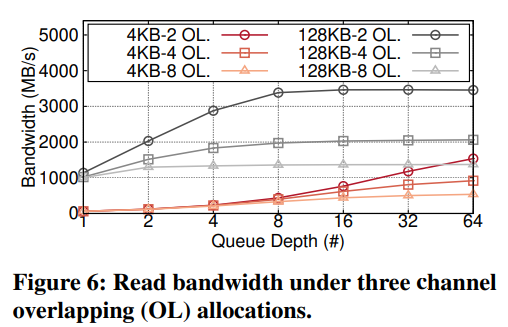 5000
4000
3000
2000
1000
0
Bandwidth (MB/s)
4KB-2 OL.
4KB-4 OL.
4KB-8 OL.
128KB-2 OL.
128KB-4 OL.
128KB-8 OL.
1 2 4 8 16 32 64
Queue Depth (#)
Figure 6: Read bandwidth under three channel
overlapping (OL) allocations.